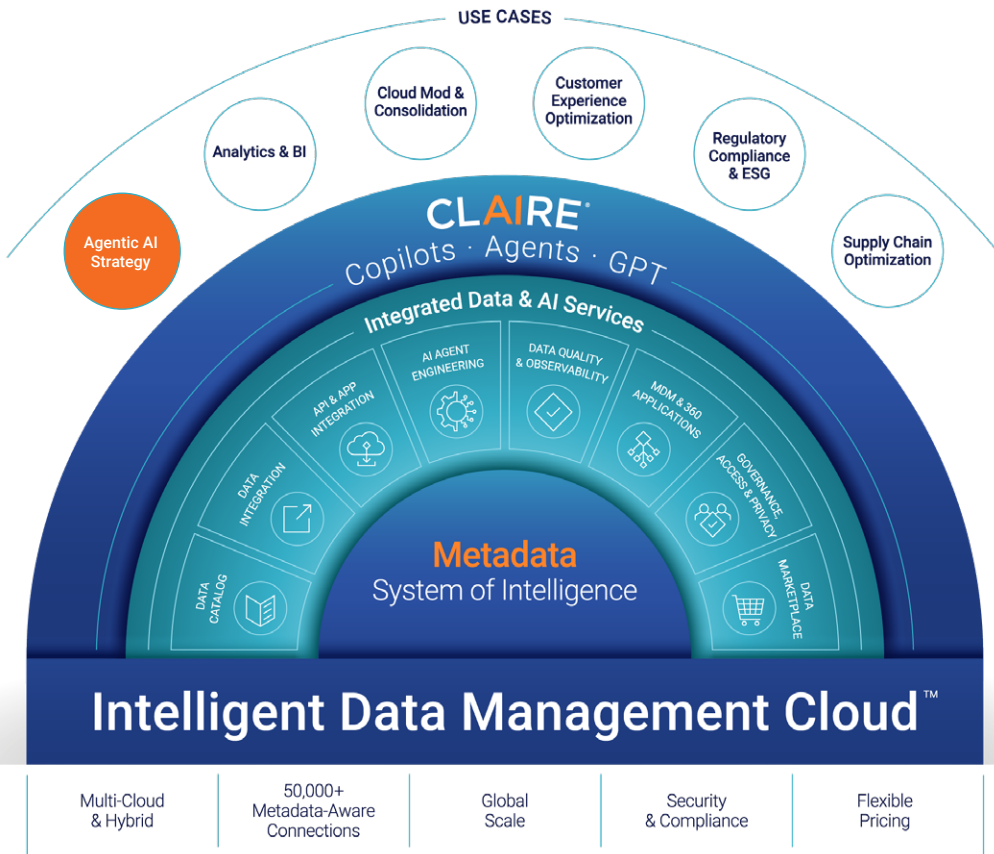 USE CASES
Agentic AI
Strategy
Analytics & BI
Cloud Mod &
Consolidation
Customer
Experience
Optimization
Regulatory
Compliance
& ESG
Supply Chain
Optimization
CLAIRE®
Copilots · Agents · GPT
Integrated Data & AI Services
DATA
CATALOG
DATA
INTEGRATION
API & APP
INTEGRATION
AI AGENT
ENGINEERING
DATA QUALITY
& OBSERVABILITY
MDM & 360
APPLICATIONS
GOVERNANCE,
ACCESS & PRIVACY
DATA
MARKETPLACE
Metadata
System of Intelligence
Intelligent Data Management Cloud™
Multi-Cloud
& Hybrid
50,000+
Metadata-Aware
Connections
Global
Scale
Security
& Compliance
Flexible
Pricing